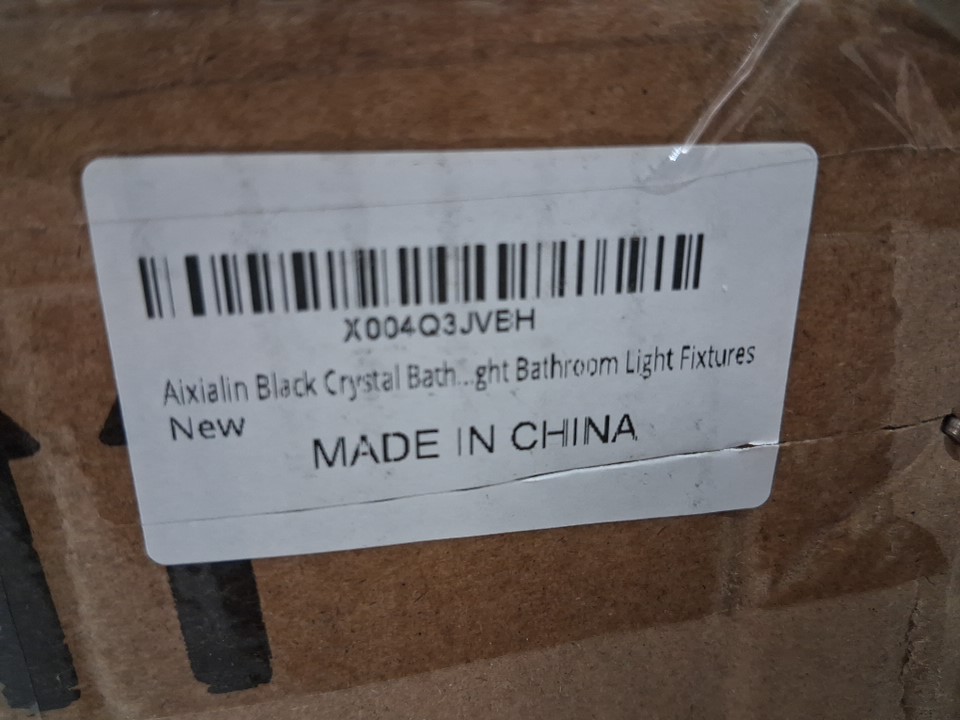 X004Q3JVBH
Aixialin Black Crystal Bath...ght Bathroom Light Fixtures
New
MADE IN CHINA